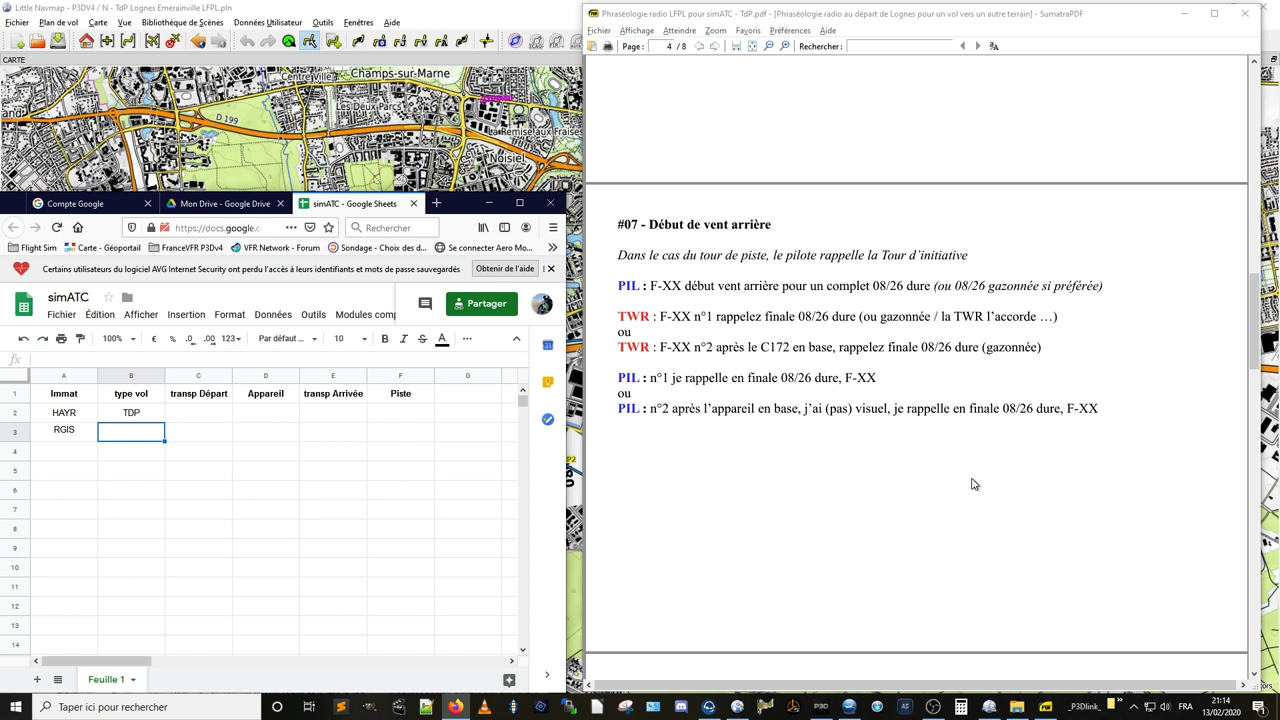 Little Navmap - P3DV4 / N - TdP Lognes Emerainville LFPL.pln
Fichier Plan de vol Carte Vue Bibliothèque de Scènes Données Utilisateur Outils Fenêtres Aide
CARTE
Centre Ville
Champs-sur-Marne
Les Deux Parcs
D 199
La Remise aux Fraises
Noisiel
Compte Google
Mon Drive - Google Drive
simATC - Google Sheets
https://docs.google.c
Rechercher
Flight Sim
Carte - Géoportail
FranceVFR P3Dv4
VFR Network - Forum
Sondage - Choix des d
Se connecter Aero Mo
Certains utilisateurs du logiciel AVG Internet Security ont perdu l'accès à leurs identifiants et mots de passe sauvegardés
Obtenir de l'aide
simATC
Partager
Fichier Édition Afficher Insertion Format Données Outils Modules comp
100% € % .0 .00 123 Par défaut ... 10 B I S A
fx
A B C D E F G
1 Immat type vol transp Départ Appareil transp Arrivée Piste
2 HAYR TDP
3 RGIS
4
5
6
7
8
9
10
11
12
13
14
Feuille 1
Phraséologie radio LFPL pour simATC - TdP.pdf - [Phraséologie radio au départ de Lognes pour un vol vers un autre terrain] - SumatraPDF
Fichier Affichage Atteindre Zoom Favoris Préférences Aide
Page : 4 / 8 Rechercher :
#07 - Début de vent arrière
Dans le cas du tour de piste, le pilote rappelle la Tour d'initiative
PIL : F-XX début vent arrière pour un complet 08/26 dure (ou 08/26 gazonnée si préférée)
TWR : F-XX n°1 rappelez finale 08/26 dure (ou gazonnée / la TWR l'accorde …)
ou
TWR : F-XX n°2 après le C172 en base, rappelez finale 08/26 dure (gazonnée)
PIL : n°1 je rappelle en finale 08/26 dure, F-XX
ou
PIL : n°2 après l'appareil en base, j'ai (pas) visuel, je rappelle en finale 08/26 dure, F-XX
Taper ici pour rechercher
_P3Dlink_
FRA
21:14
13/02/2020